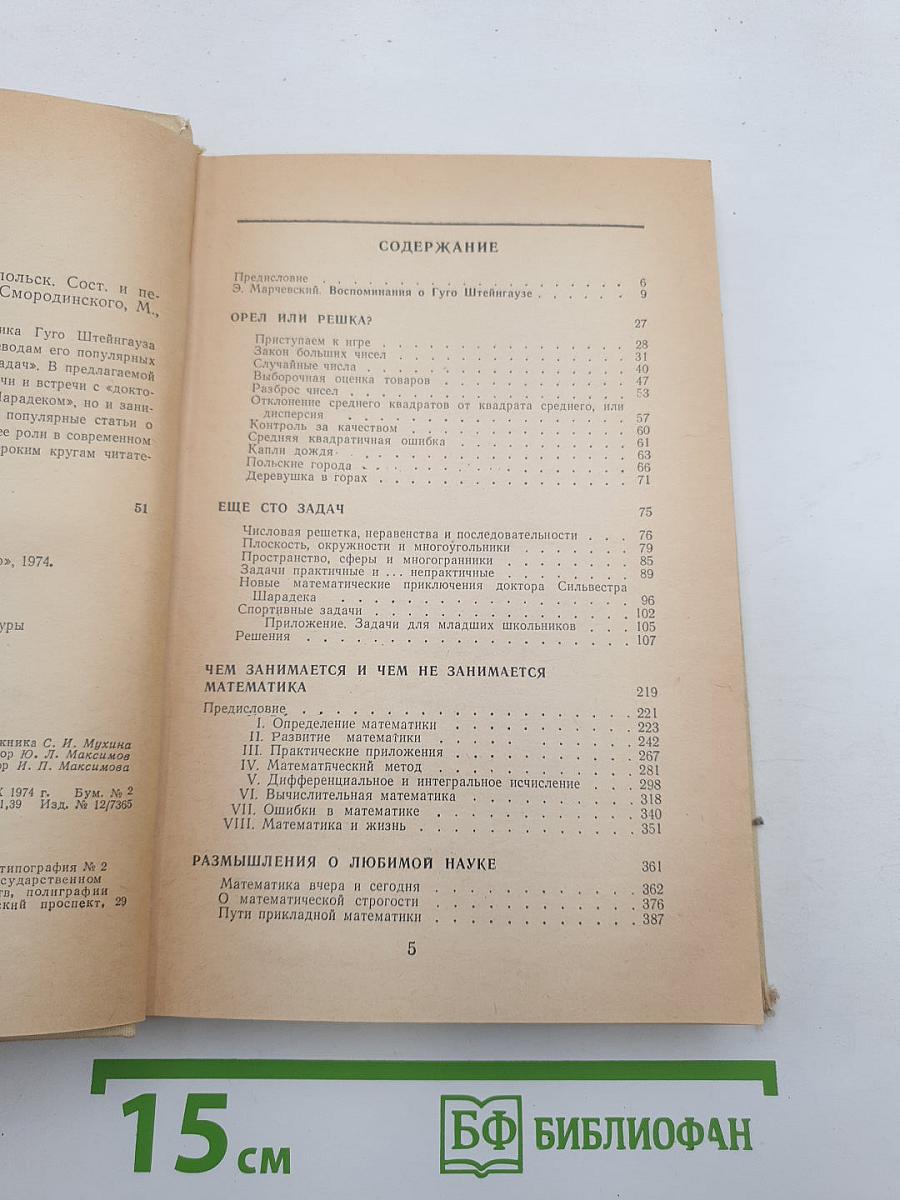 польск. Сост. и пе-
Смородинского, М.,
ика Гуго Штейнгауза
еводам его популярных
адач». В предлагаемой
чи и встречи с «докто-
Шарадеком», но и зани-
популярные статьи о
ее роли в современном
роким кругам читате-
51
о», 1974.
уры
жника С. И. Мухина
ор Ю. Л. Максимов
ор И. П. Максимова
X 1974 г. Бум. № 2
1,39 Изд. № 12/7365
типография № 2
сударственном
тв, полиграфии
ский проспект, 29
СОДЕРЖАНИЕ
Предисловие . . . . . . . . . . . . . . . . 6
Э. Марчевский. Воспоминания о Гуго Штейнгаузе . . . . . 9
ОРЕЛ ИЛИ РЕШКА? 27
Приступаем к игре . . . . . . . . . . . . 28
Закон больших чисел . . . . . . . . . . . 31
Случайные числа . . . . . . . . . . . . 40
Выборочная оценка товаров . . . . . . . . . 47
Разброс чисел . . . . . . . . . . . . . 53
Отклонение среднего квадратов от квадрата среднего, или
дисперсия . . . . . . . . . . . . . 57
Контроль за качеством . . . . . . . . . . 60
Средняя квадратичная ошибка . . . . . . . . 61
Капли дождя . . . . . . . . . . . . . 63
Польские города . . . . . . . . . . . . 66
Деревушка в горах . . . . . . . . . . . . 71
ЕЩЕ СТО ЗАДАЧ 75
Числовая решетка, неравенства и последовательности . . . 76
Плоскость, окружности и многоугольники . . . . . . 79
Пространство, сферы и многогранники . . . . . . . 85
Задачи практичные и ... непрактичные . . . . . . . 89
Новые математические приключения доктора Сильвестра
Шарадека . . . . . . . . . . . . . 96
Спортивные задачи . . . . . . . . . . . . 102
Приложение. Задачи для младших школьников . . . 105
Решения . . . . . . . . . . . . . . . 107
ЧЕМ ЗАНИМАЕТСЯ И ЧЕМ НЕ ЗАНИМАЕТСЯ
МАТЕМАТИКА 219
Предисловие . . . . . . . . . . . . . . . 221
I. Определение математики . . . . . . . . . 223
II. Развитие математики . . . . . . . . . . 242
III. Практические приложения . . . . . . . . . 267
IV. Математический метод . . . . . . . . . . 281
V. Дифференциальное и интегральное исчисление . . . 298
VI. Вычислительная математика . . . . . . . . 318
VII. Ошибки в математике . . . . . . . . . . 340
VIII. Математика и жизнь . . . . . . . . . . . 351
РАЗМЫШЛЕНИЯ О ЛЮБИМОЙ НАУКЕ 361
Математика вчера и сегодня . . . . . . . . . . 362
О математической строгости . . . . . . . . . . 376
Пути прикладной математики . . . . . . . . . . 387
5
15 см
БФ БИБЛИОФАН